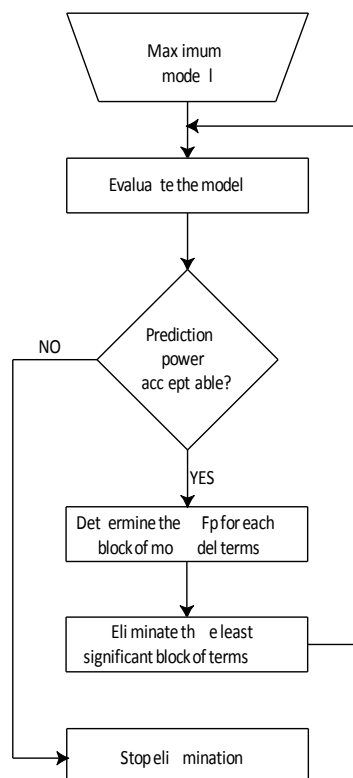 Max imum
mode l
Evalua te the model
Prediction
power
acc ept able?
NO
YES
Det ermine the Fp for each
block of mo del terms
Eli minate th e least
significant block of terms
Stop eli mination